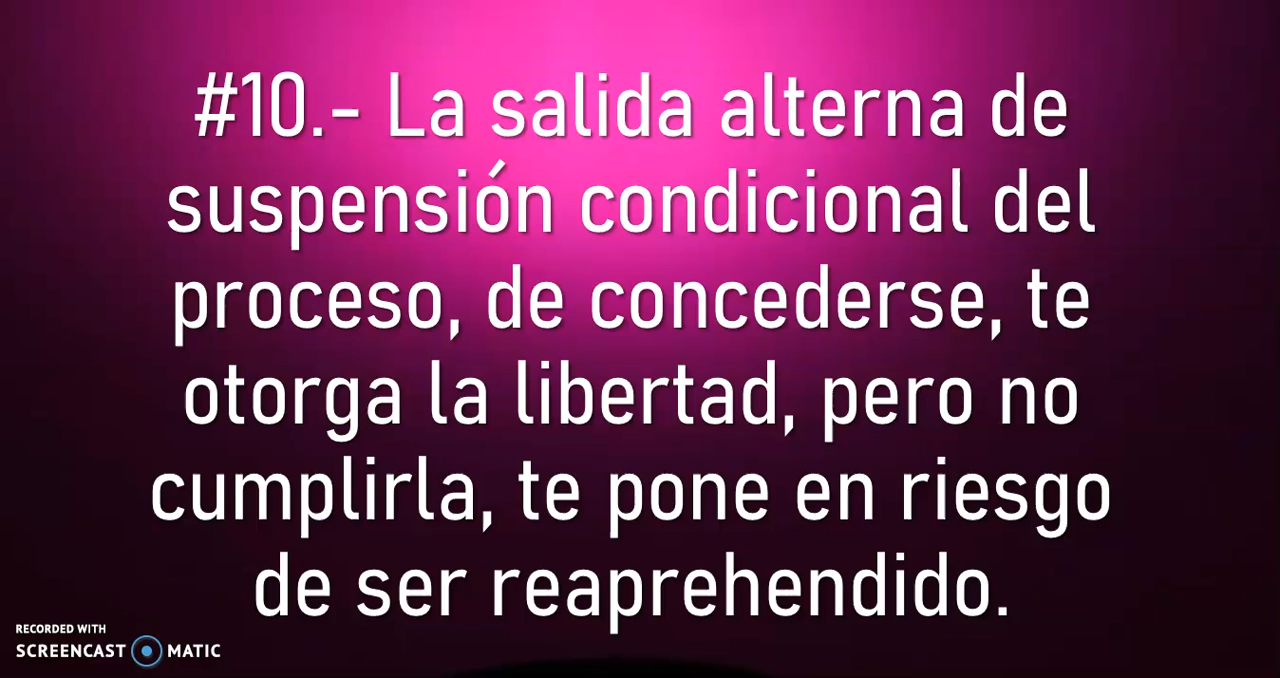 #10.- La salida alterna de
suspensión condicional del
proceso, de concederse, te
otorga la libertad, pero no
cumplirla, te pone en riesgo
de ser reaprehendido.
RECORDED WITH
SCREENCAST MATIC